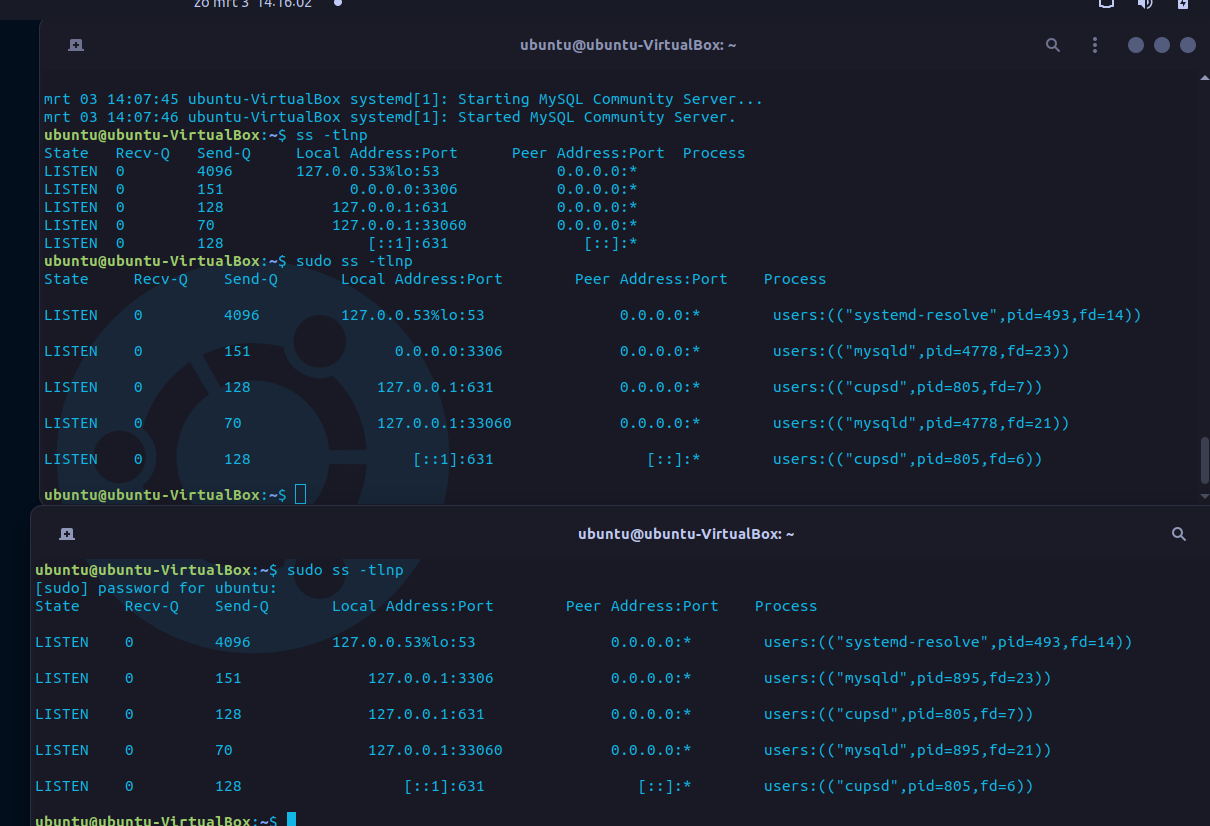 zo mrt 3 14:16:02
ubuntu@ubuntu-VirtualBox: ~
mrt 03 14:07:45 ubuntu-VirtualBox systemd[1]: Starting MySQL Community Server...
mrt 03 14:07:46 ubuntu-VirtualBox systemd[1]: Started MySQL Community Server.
ubuntu@ubuntu-VirtualBox:~$ ss -tlnp
State Recv-Q Send-Q Local Address:Port Peer Address:Port Process
LISTEN 0 4096 127.0.0.53%lo:53 0.0.0.0:*
LISTEN 0 151 0.0.0.0:3306 0.0.0.0:*
LISTEN 0 128 127.0.0.1:631 0.0.0.0:*
LISTEN 0 70 127.0.0.1:33060 0.0.0.0:*
LISTEN 0 128 [::1]:631 [::]:*
ubuntu@ubuntu-VirtualBox:~$ sudo ss -tlnp
State Recv-Q Send-Q Local Address:Port Peer Address:Port Process
LISTEN 0 4096 127.0.0.53%lo:53 0.0.0.0:* users:(("systemd-resolve",pid=493,fd=14))
LISTEN 0 151 0.0.0.0:3306 0.0.0.0:* users:(("mysqld",pid=4778,fd=23))
LISTEN 0 128 127.0.0.1:631 0.0.0.0:* users:(("cupsd",pid=805,fd=7))
LISTEN 0 70 127.0.0.1:33060 0.0.0.0:* users:(("mysqld",pid=4778,fd=21))
LISTEN 0 128 [::1]:631 [::]:* users:(("cupsd",pid=805,fd=6))
ubuntu@ubuntu-VirtualBox:~$
ubuntu@ubuntu-VirtualBox: ~
ubuntu@ubuntu-VirtualBox:~$ sudo ss -tlnp
[sudo] password for ubuntu:
State Recv-Q Send-Q Local Address:Port Peer Address:Port Process
LISTEN 0 4096 127.0.0.53%lo:53 0.0.0.0:* users:(("systemd-resolve",pid=493,fd=14))
LISTEN 0 151 127.0.0.1:3306 0.0.0.0:* users:(("mysqld",pid=895,fd=23))
LISTEN 0 128 127.0.0.1:631 0.0.0.0:* users:(("cupsd",pid=805,fd=7))
LISTEN 0 70 127.0.0.1:33060 0.0.0.0:* users:(("mysqld",pid=895,fd=21))
LISTEN 0 128 [::1]:631 [::]:* users:(("cupsd",pid=805,fd=6))
ubuntu@ubuntu-VirtualBox:~$